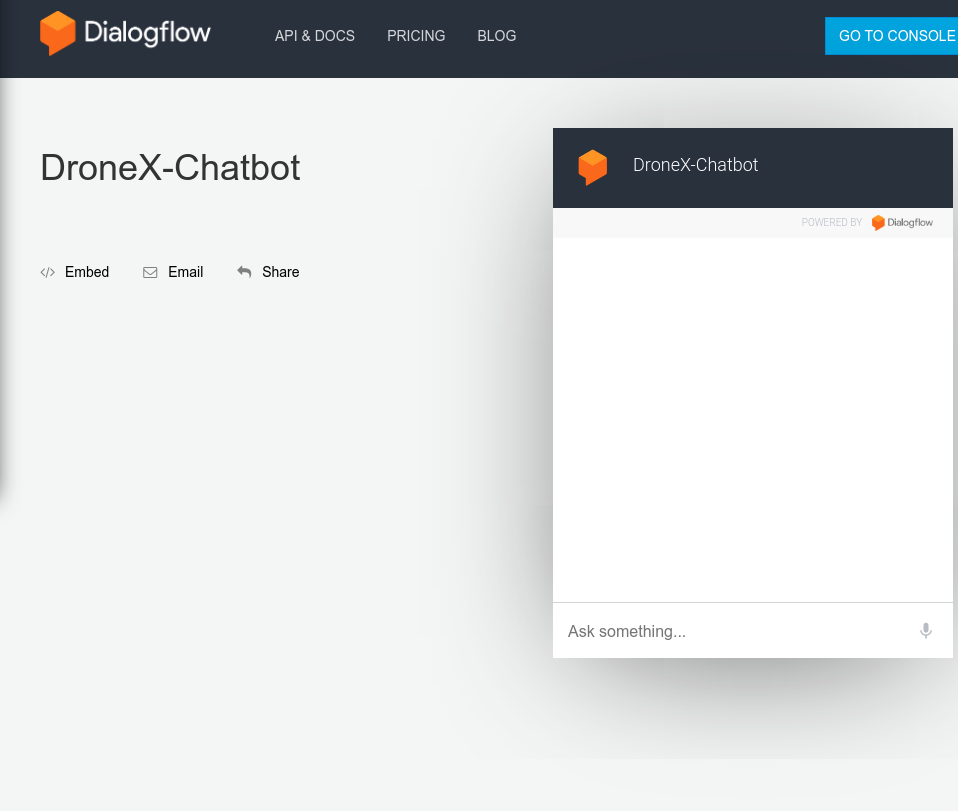 Dialogflow API & DOCS PRICING BLOG GO TO CONSOLE
DroneX-Chatbot
Embed Email Share
DroneX-Chatbot
POWERED BY Dialogflow
Ask something...